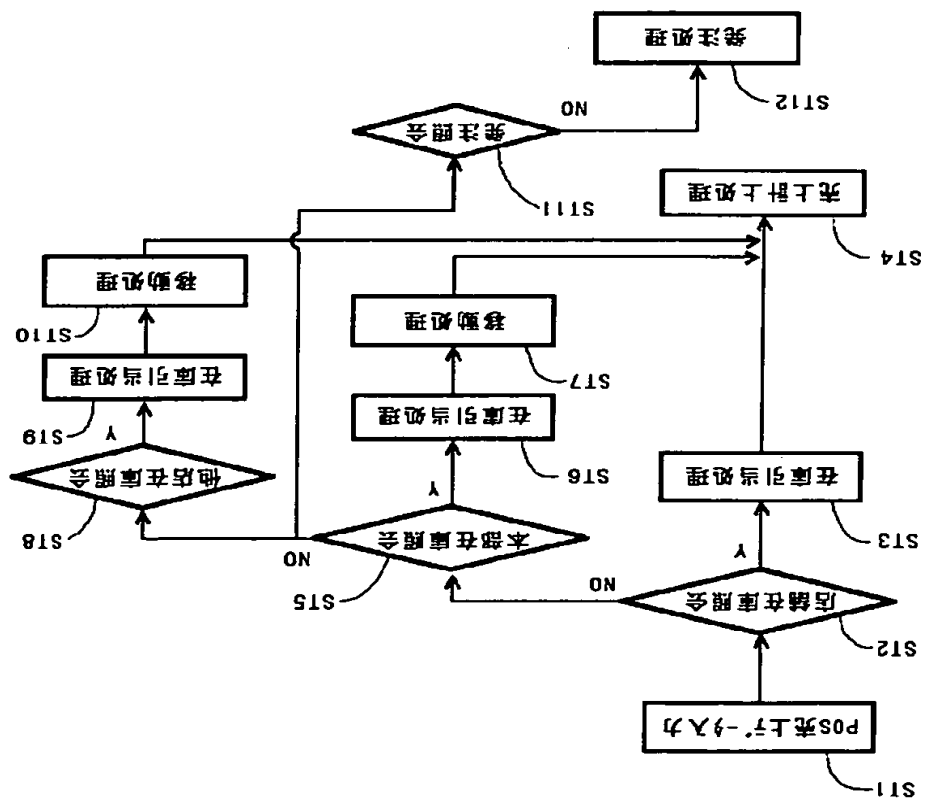 ST1
POS売上ﾃﾞｰﾀ入力
ST2
店舗在庫照会
Y
NO
ST3
在庫引当処理
ST4
売上計上処理
ST5
本部在庫照会
Y
NO
ST6
在庫引当処理
ST7
移動処理
ST8
他店在庫照会
Y
ST9
在庫引当処理
ST10
移動処理
ST11
発注照会
NO
ST12
発注処理